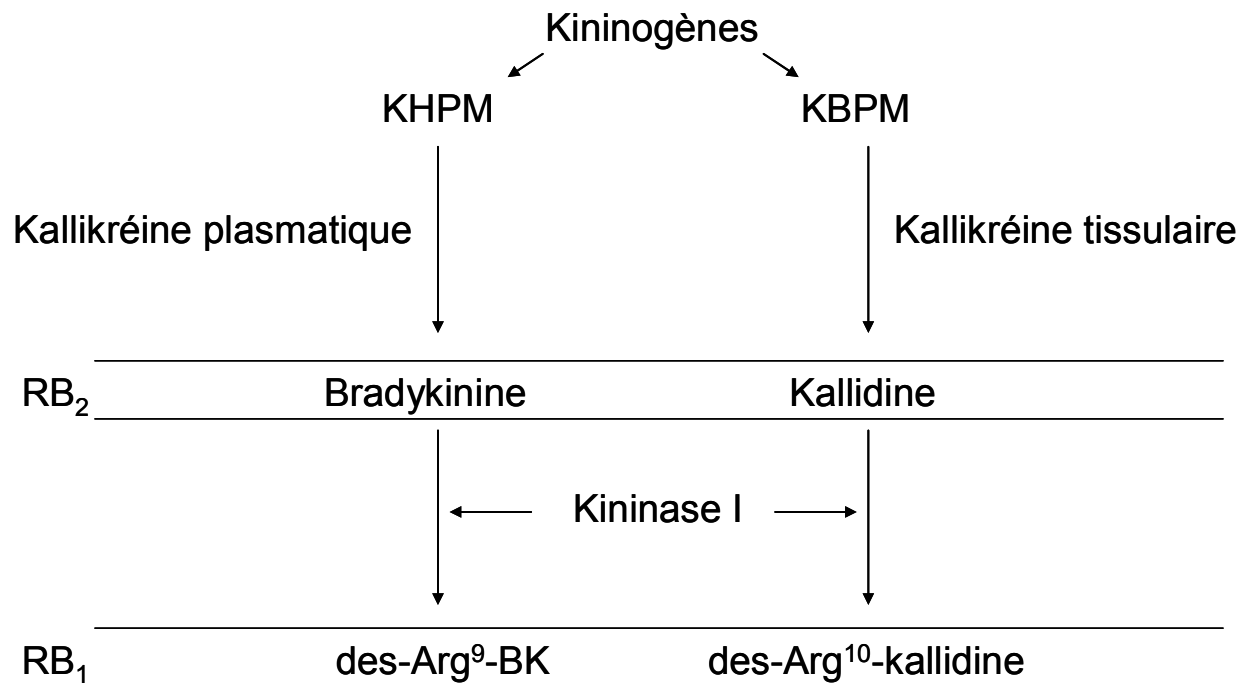 Kininogènes
KHPM KBPM
Kallikréine plasmatique Kallikréine tissulaire
RB₂ Bradykinine Kallidine
Kininase I
RB₁ des-Arg⁹-BK des-Arg¹⁰-kallidine